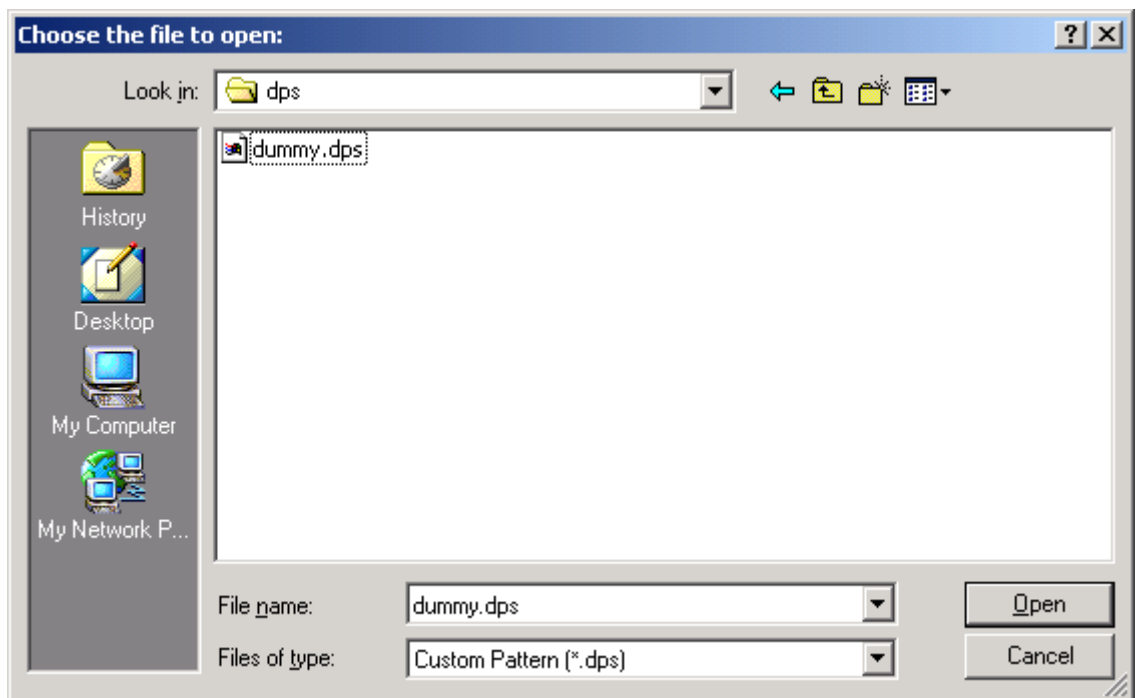 Choose the file to open:
Look in: dps
dummy.dps
History
Desktop
My Computer
My Network P...
File name: dummy.dps Open
Files of type: Custom Pattern (*.dps) Cancel